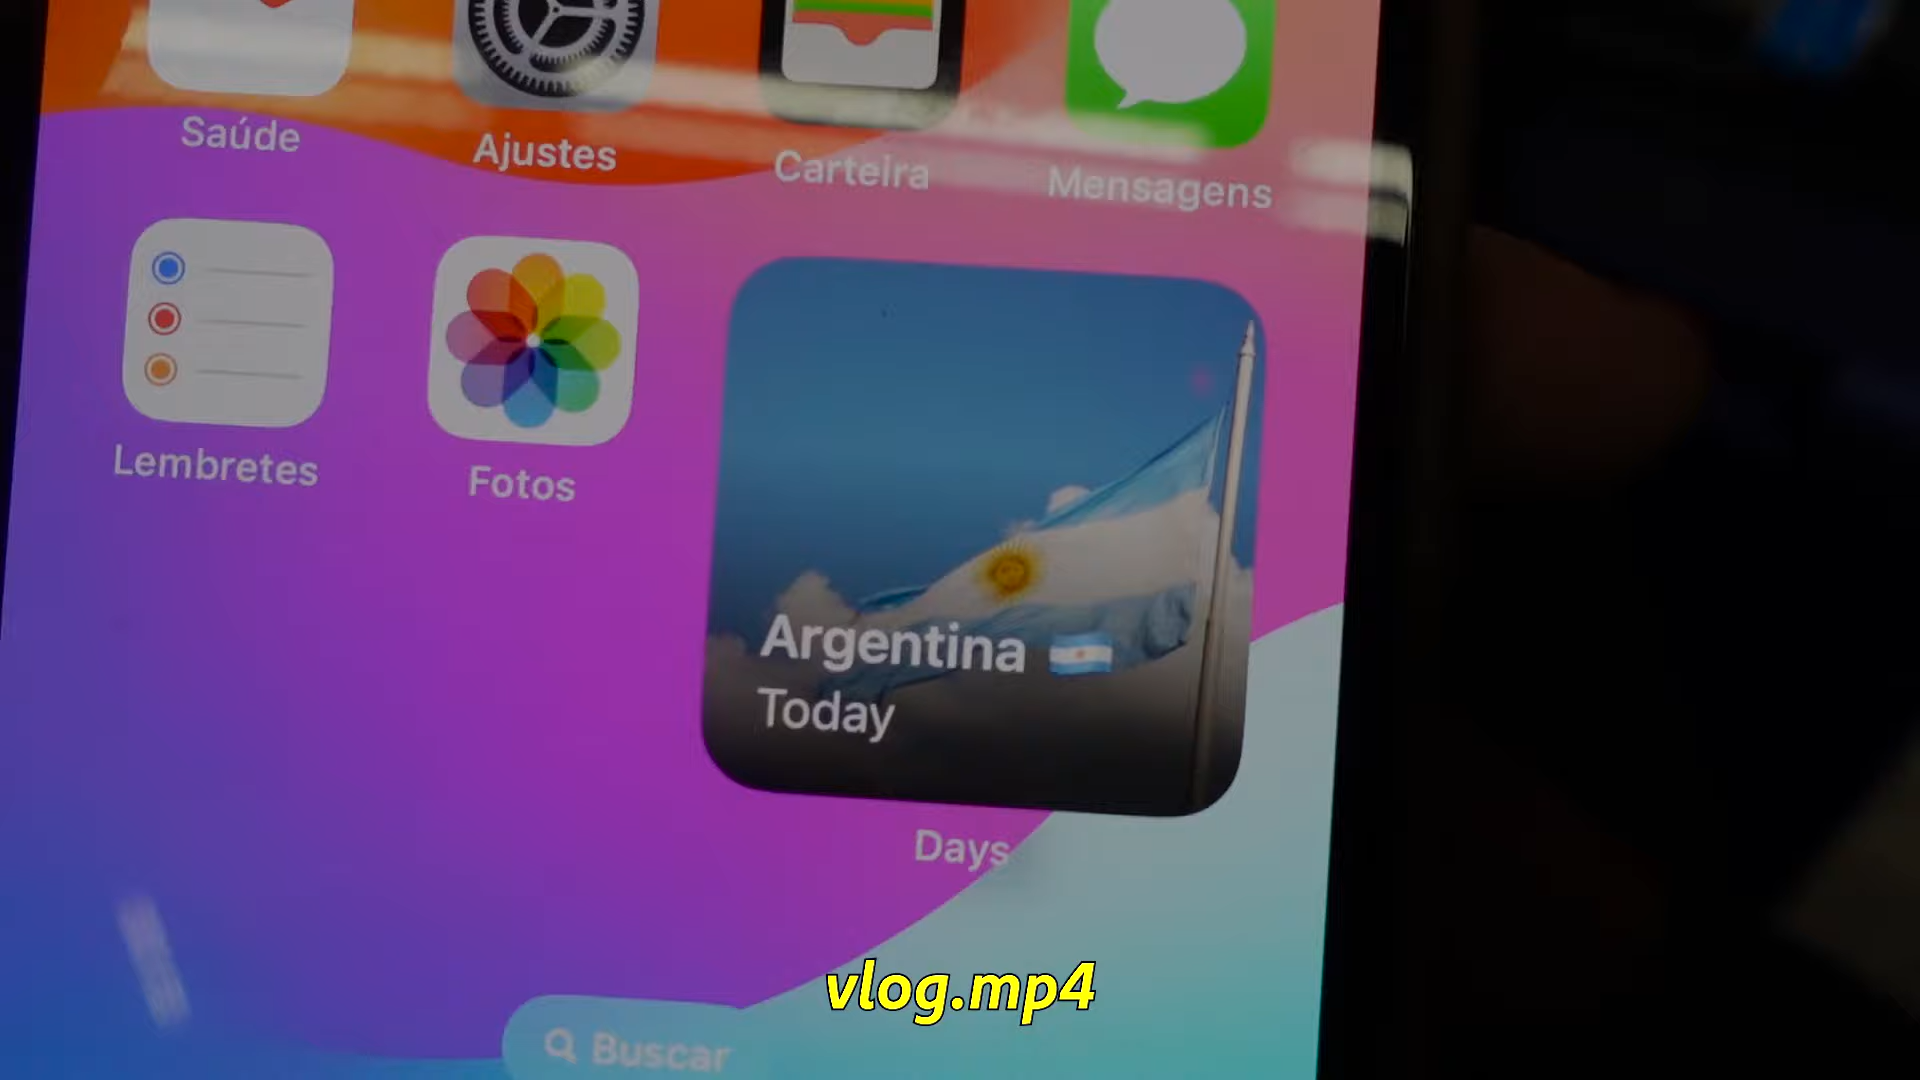 Saúde
Ajustes
Carteira
Mensagens
Lembretes
Fotos
Argentina 🇦🇷
Today
Days
vlog.mp4
Buscar